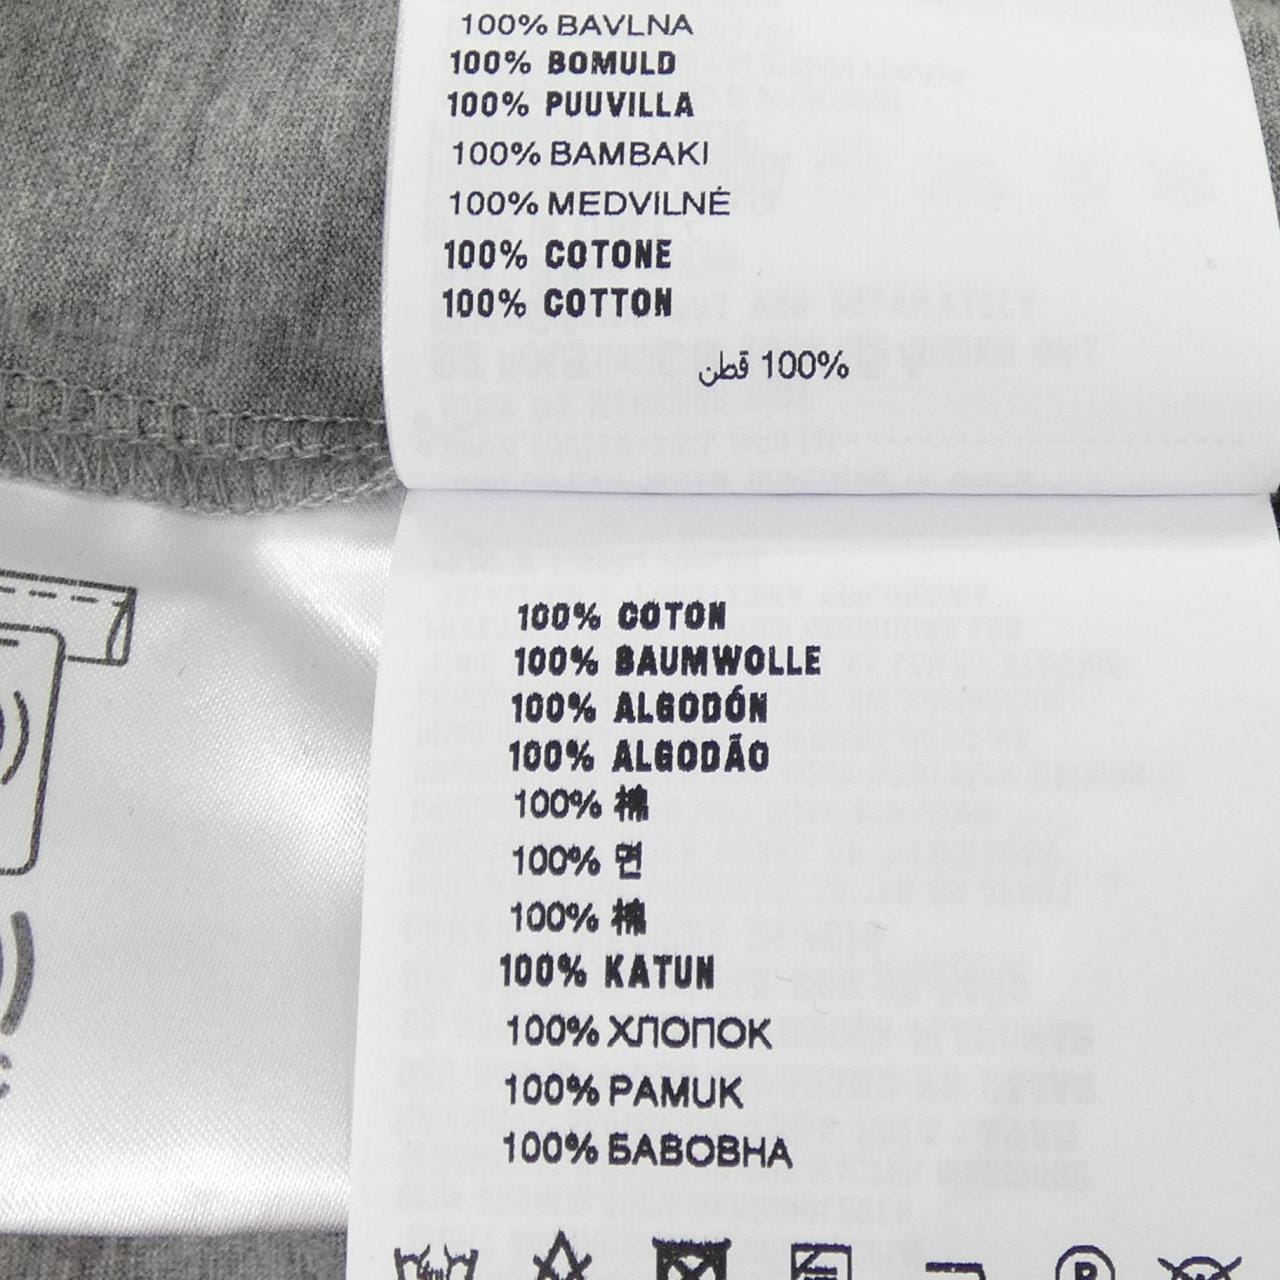 100% BAVLNA
100% BOMULD
100% PUUVILLA
100% BAMBAKI
100% MEDVILNĖ
100% COTONE
100% COTTON
100% قطن
100% COTON
100% BAUMWOLLE
100% ALGODÓN
100% ALGODÃO
100% 棉
100% 면
100% 棉
100% KATUN
100% ХЛОПОК
100% PAMUK
100% БАВОВНА